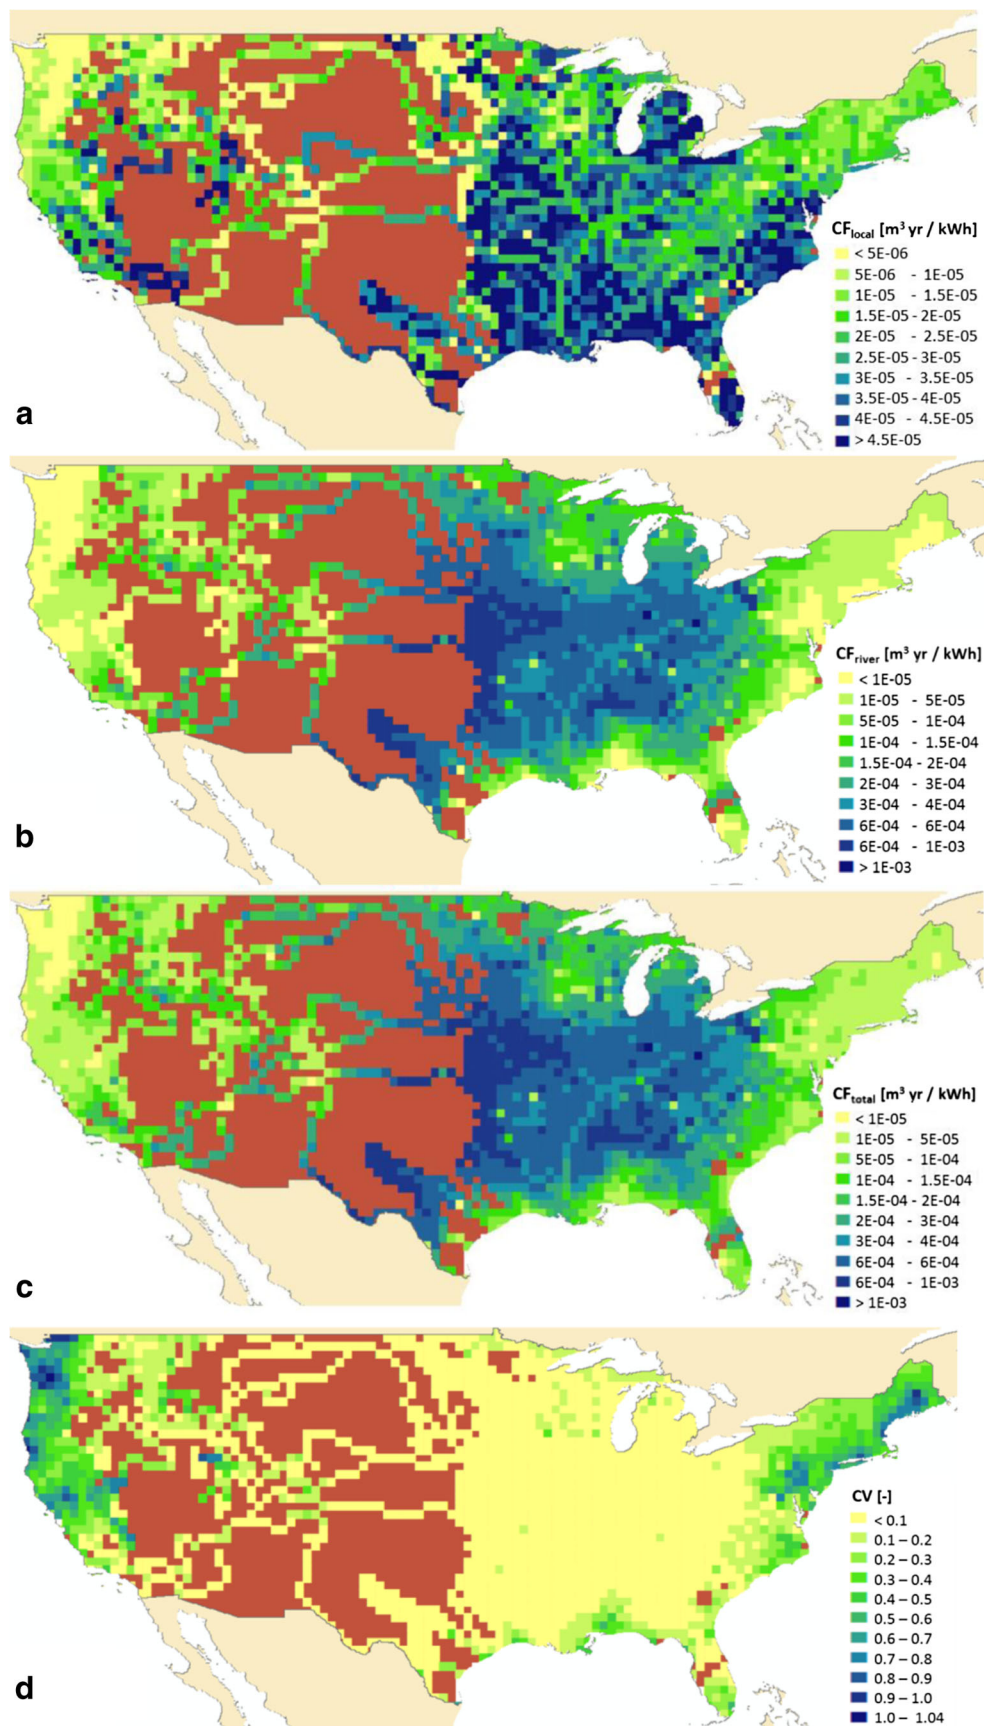 CFlocal [m³ yr / kWh]
< 5E-06
5E-06 - 1E-05
1E-05 - 1.5E-05
1.5E-05 - 2E-05
2E-05 - 2.5E-05
2.5E-05 - 3E-05
3E-05 - 3.5E-05
3.5E-05 - 4E-05
4E-05 - 4.5E-05
> 4.5E-05
a
CFriver [m³ yr / kWh]
< 1E-05
1E-05 - 5E-05
5E-05 - 1E-04
1E-04 - 1.5E-04
1.5E-04 - 2E-04
2E-04 - 3E-04
3E-04 - 4E-04
6E-04 - 6E-04
6E-04 - 1E-03
> 1E-03
b
CFtotal [m³ yr / kWh]
< 1E-05
1E-05 - 5E-05
5E-05 - 1E-04
1E-04 - 1.5E-04
1.5E-04 - 2E-04
2E-04 - 3E-04
3E-04 - 4E-04
6E-04 - 6E-04
6E-04 - 1E-03
> 1E-03
c
CV [-]
< 0.1
0.1 – 0.2
0.2 – 0.3
0.3 – 0.4
0.4 – 0.5
0.5 – 0.6
0.6 – 0.7
0.7 – 0.8
0.8 – 0.9
0.9 – 1.0
1.0 – 1.04
d